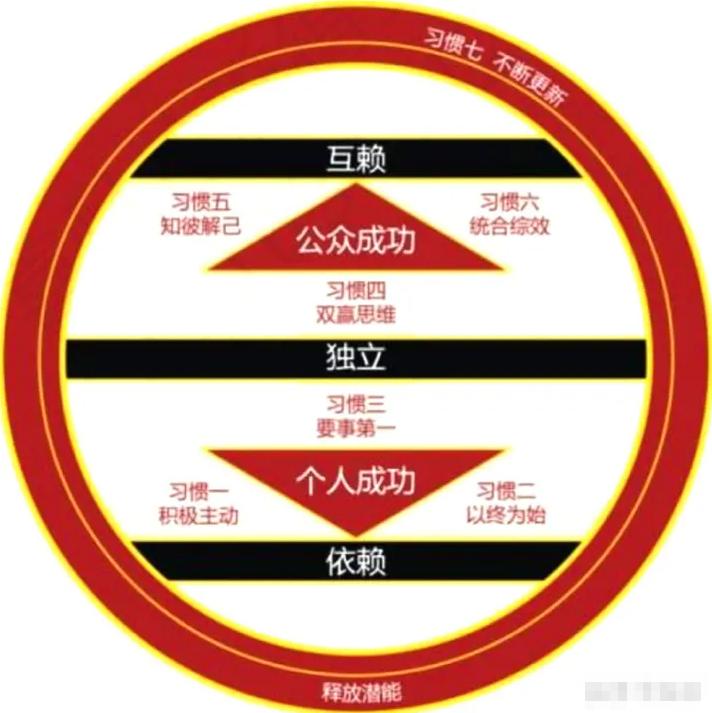 习惯七 不断更新
互赖
习惯五
知彼解己
习惯六
统合综效
公众成功
习惯四
双赢思维
独立
习惯三
要事第一
个人成功
习惯一
积极主动
习惯二
以终为始
依赖
释放潜能